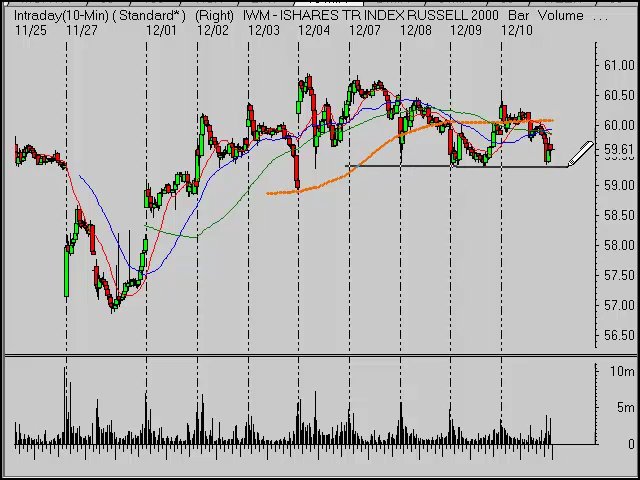 Intraday(10-Min) ( Standard* )  (Right)  IWM - ISHARES TR INDEX RUSSELL 2000  Bar  Volume  ...
11/25 11/27 12/01 12/02 12/03 12/04 12/07 12/08 12/09 12/10
61.00
60.50
60.00
59.61
59.00
58.50
58.00
57.50
57.00
56.50
10m
5m
0